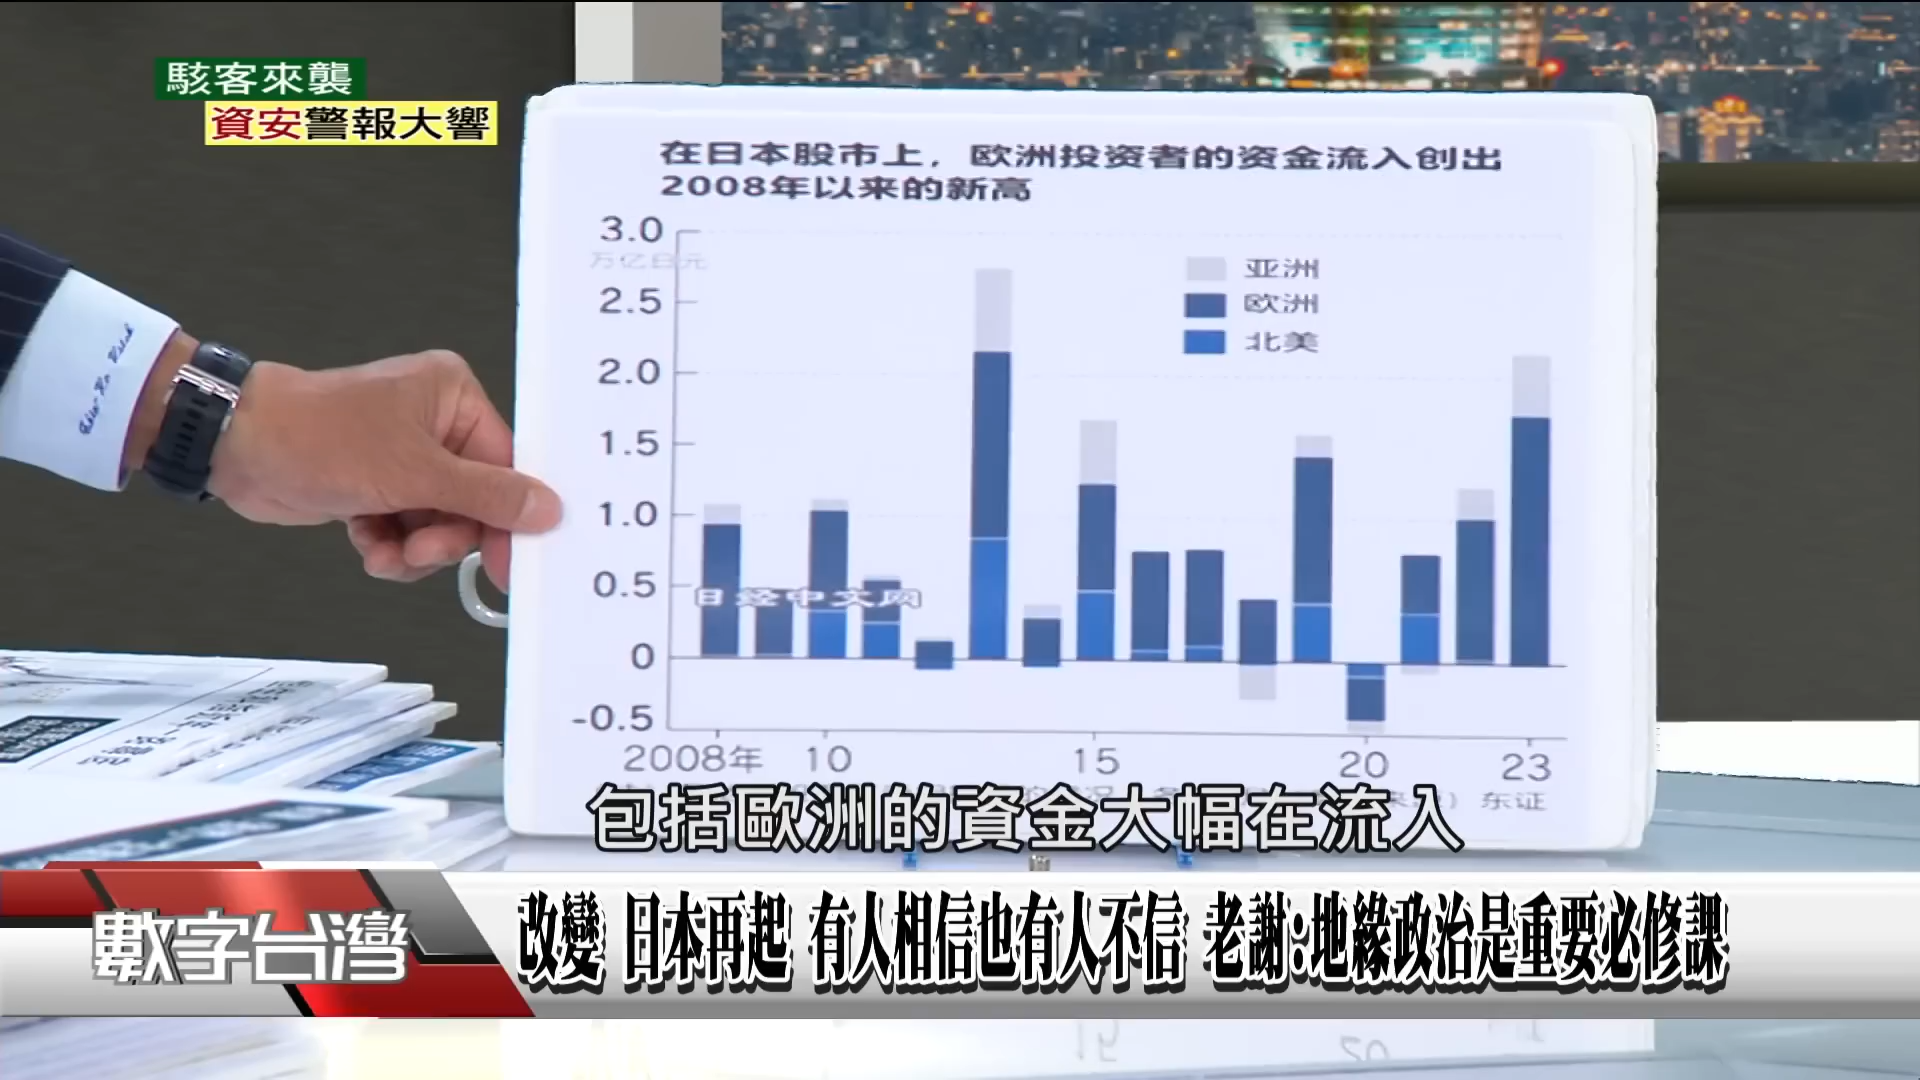 駭客來襲
資安警報大響
在日本股市上，欧洲投资者的资金流入创出
2008年以来的新高
3.0
万亿日元
2.5
2.0
1.5
1.0
0.5
0
-0.5
亚洲
欧洲
北美
日经中文网
2008年 10 15 20 23
东证
包括歐洲的資金大幅在流入
數字台灣
改變 日本再起 有人相信也有人不信 老謝:地緣政治是重要必修課